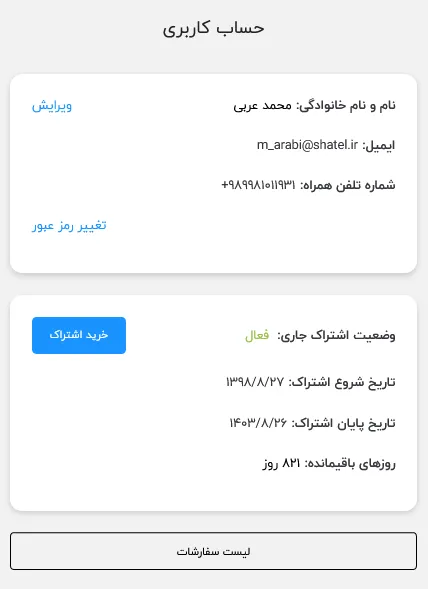 حساب کاربری
نام و نام خانوادگی: محمد عربی ویرایش
ایمیل: m_arabi@shatel.ir
شماره تلفن همراه: ۹۸۹۹۸۱۰۱۱۹۳۱+
تغییر رمز عبور
وضعیت اشتراک جاری: فعال خرید اشتراک
تاریخ شروع اشتراک: ۱۳۹۸/۸/۲۷
تاریخ پایان اشتراک: ۱۴۰۳/۸/۲۶
روزهای باقیمانده: ۸۲۱ روز
لیست سفارشات